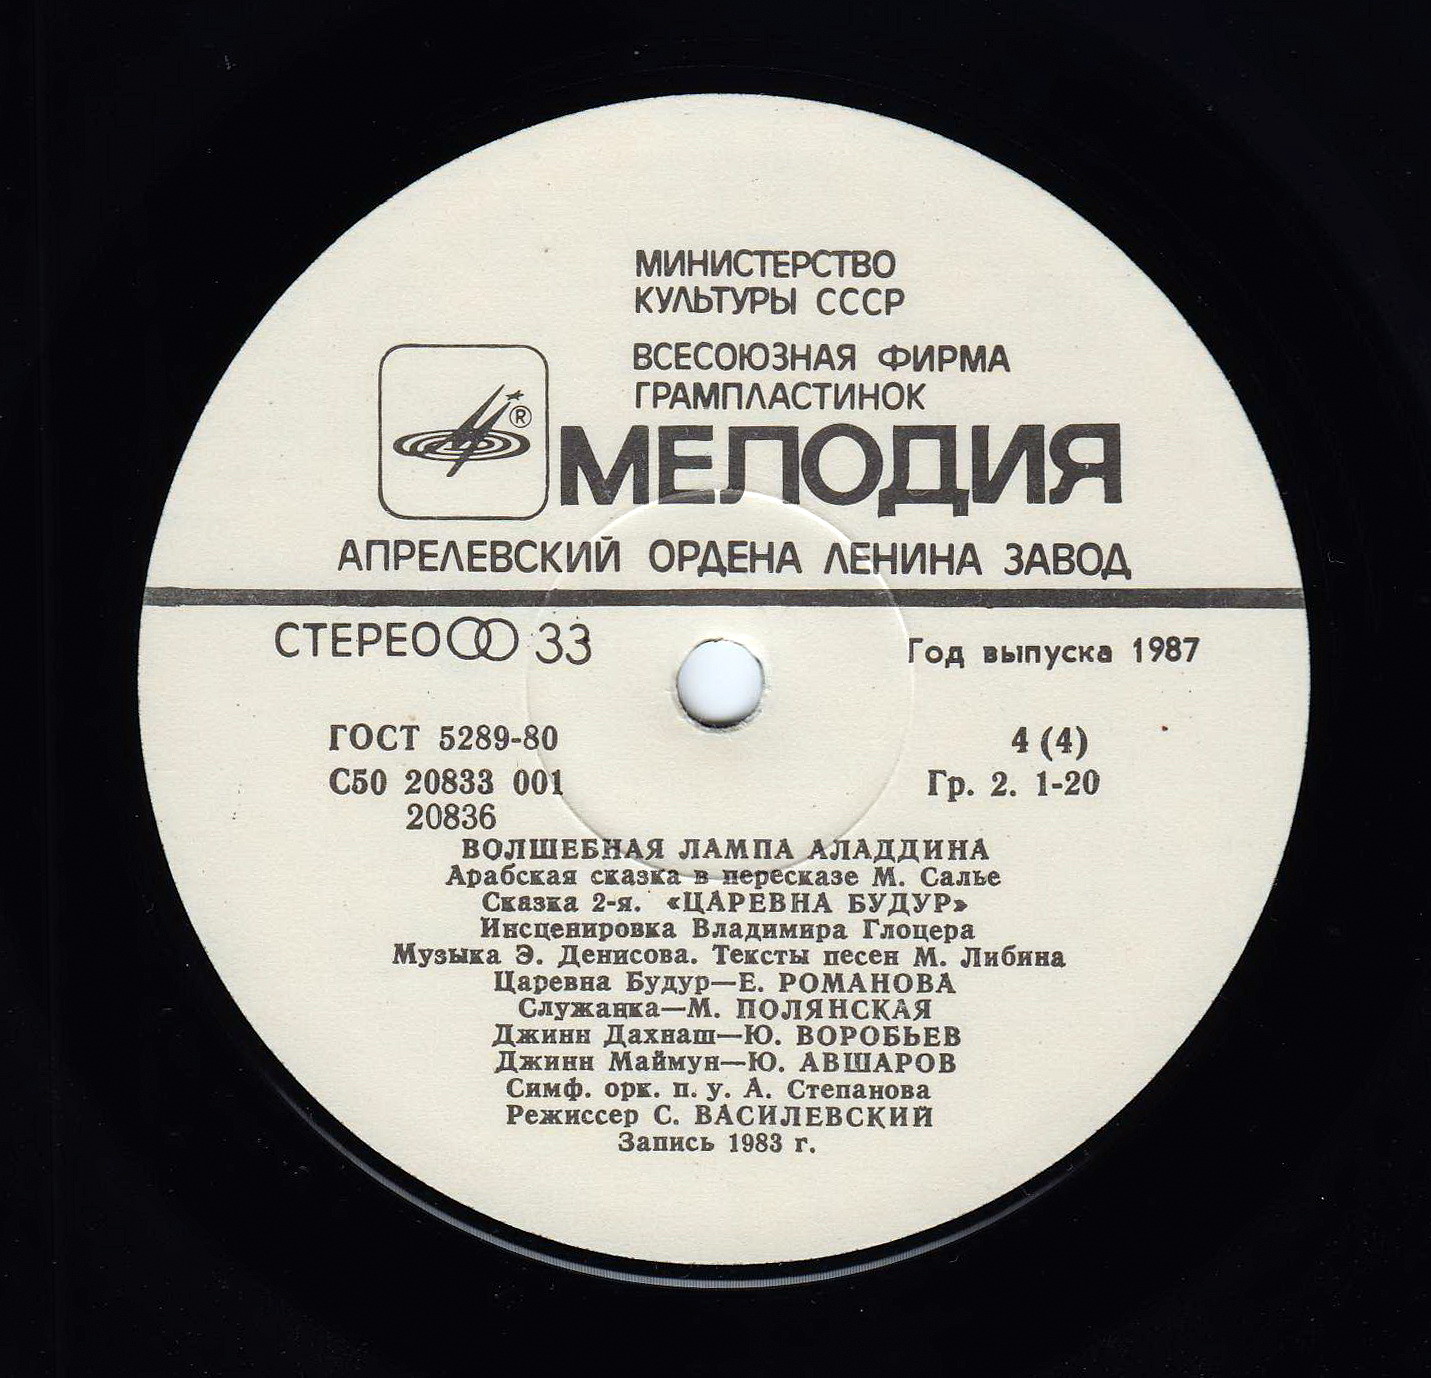 МИНИСТЕРСТВО
КУЛЬТУРЫ СССР
ВСЕСОЮЗНАЯ ФИРМА
ГРАМПЛАСТИНОК
®
МЕЛОДИЯ
АПРЕЛЕВСКИЙ ОРДЕНА ЛЕНИНА ЗАВОД
СТЕРЕО 33
Год выпуска 1987
ГОСТ 5289-80
4 (4)
С50 20833 001
Гр. 2. 1-20
20836
ВОЛШЕБНАЯ ЛАМПА АЛАДДИНА
Арабская сказка в пересказе М. Салье
Сказка 2-я. «ЦАРЕВНА БУДУР»
Инсценировка Владимира Глоцера
Музыка Э. Денисова. Тексты песен М. Либина
Царевна Будур—Е. РОМАНОВА
Служанка—М. ПОЛЯНСКАЯ
Джинн Дахнаш—Ю. ВОРОБЬЕВ
Джинн Маймун—Ю. АВШАРОВ
Симф. орк. п. у. А. Степанова
Режиссер С. ВАСИЛЕВСКИЙ
Запись 1983 г.